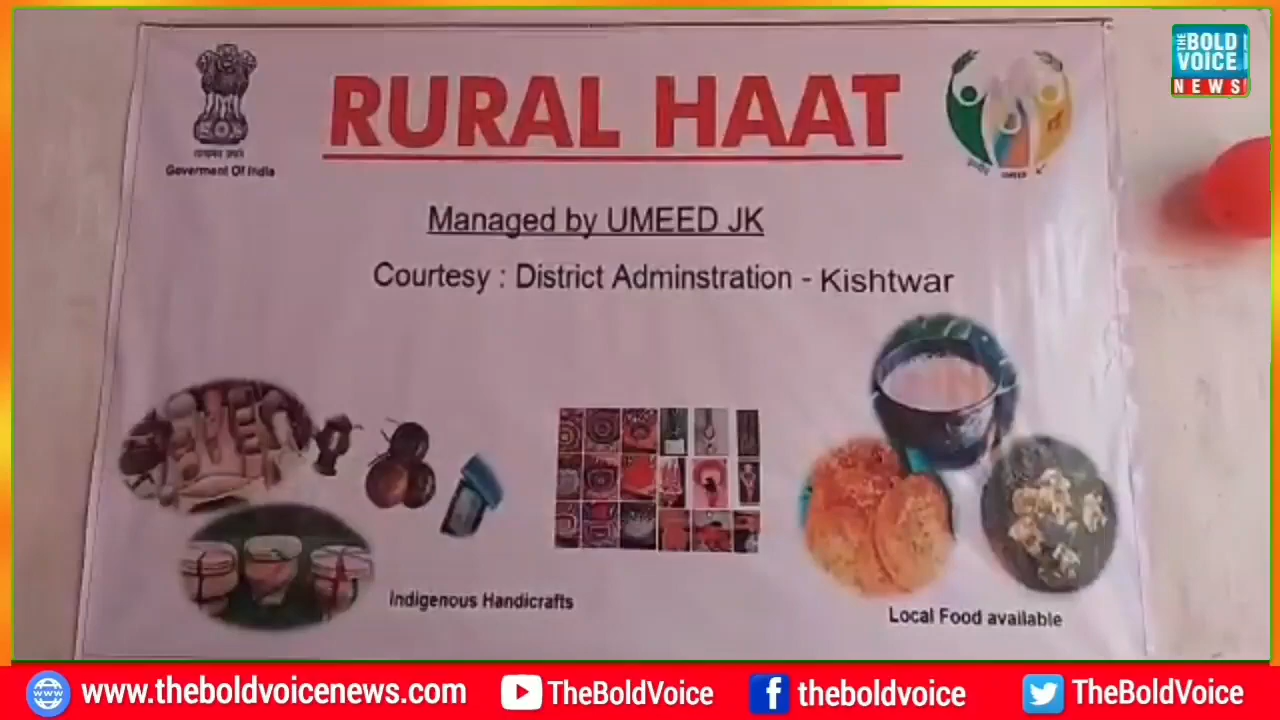 THE BOLD VOICE NEWS
RURAL HAAT
Goverment Of India
UMEED
Managed by UMEED JK
Courtesy : District Adminstration - Kishtwar
Indigenous Handicrafts
Local Food available
www.theboldvoicenews.com
TheBoldVoice
theboldvoice
TheBoldVoice